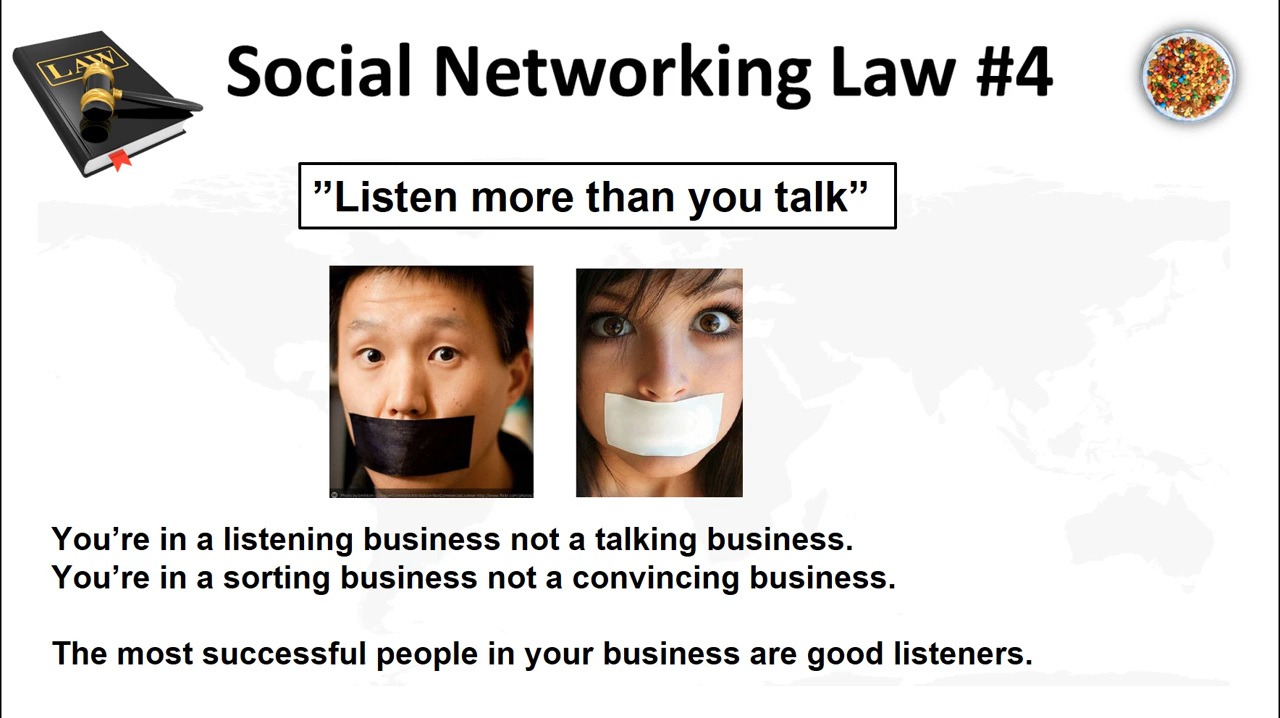 LAW
Social Networking Law #4
”Listen more than you talk”
You’re in a listening business not a talking business.
You’re in a sorting business not a convincing business.
The most successful people in your business are good listeners.